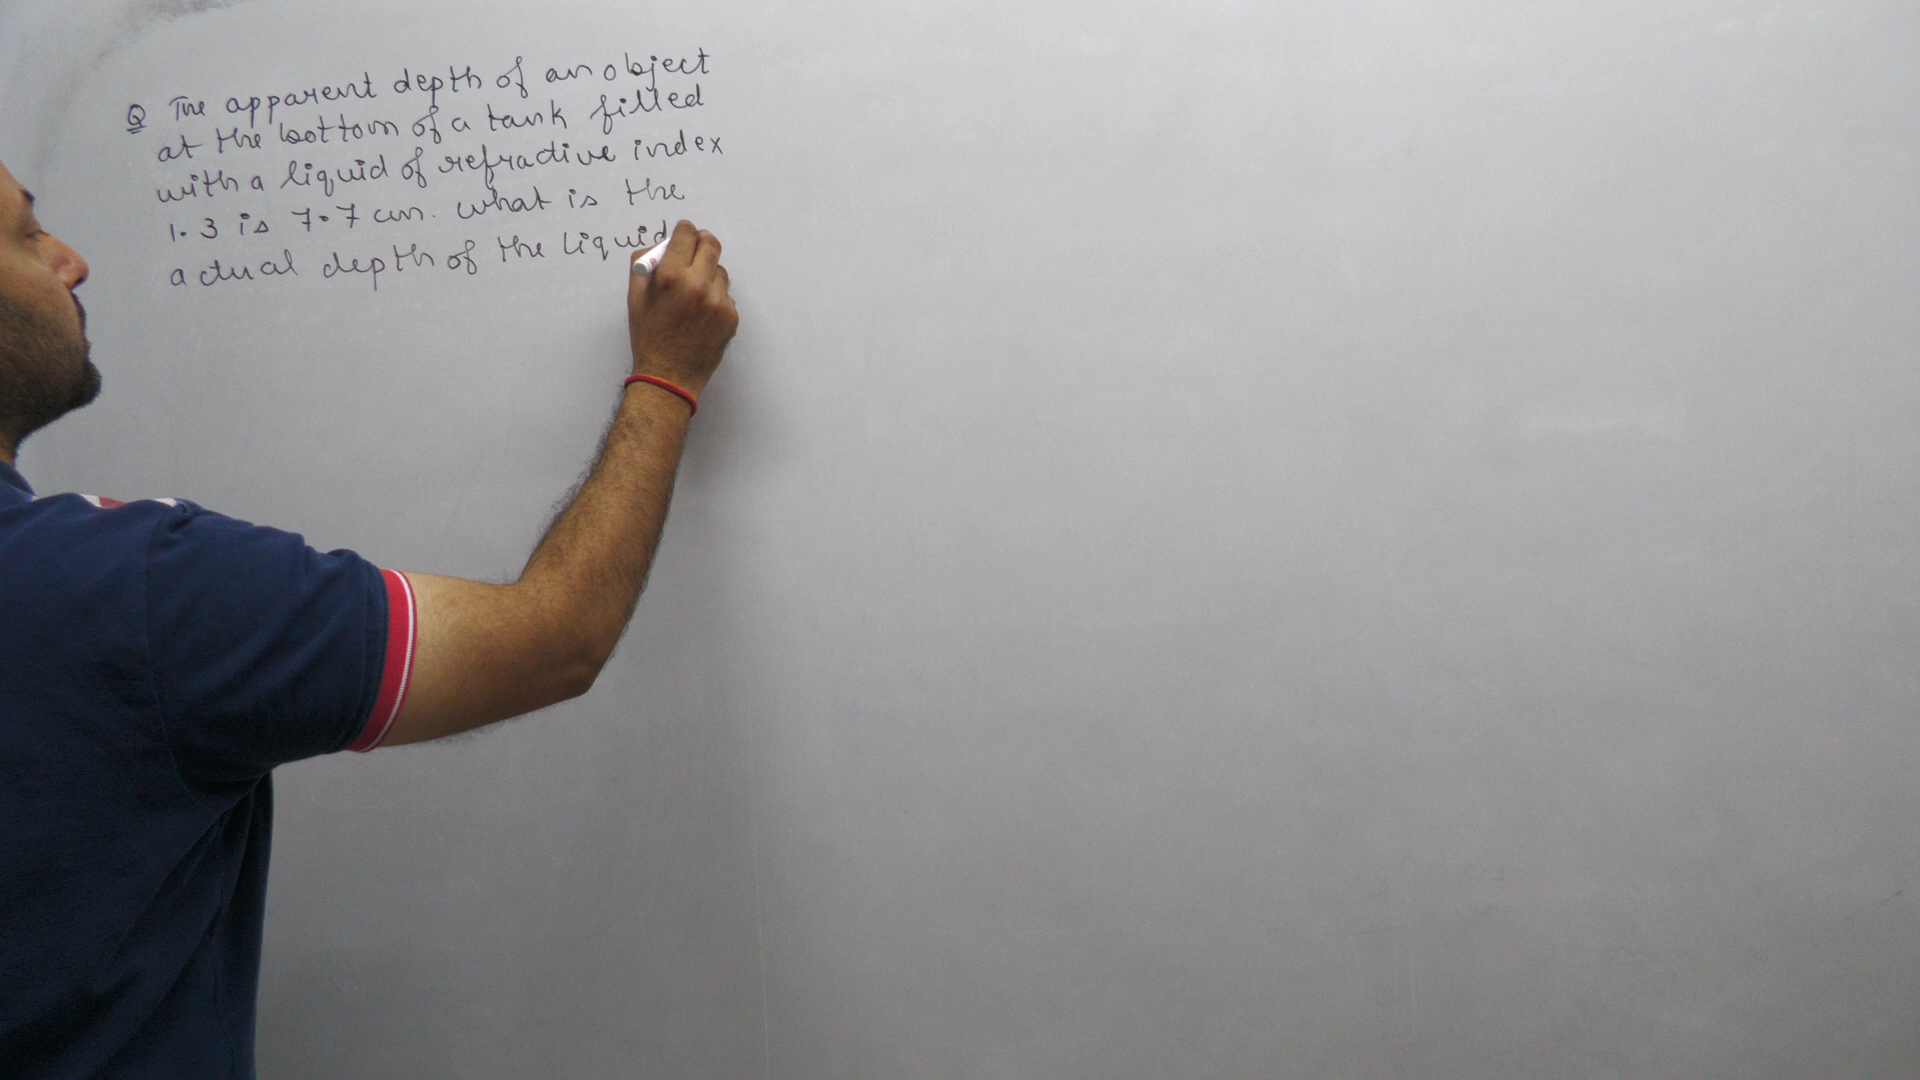 Q The apparent depth of an object
at the bottom of a tank filled
with a liquid of refractive index
1.3 is 7.7 cm. what is the
actual depth of the liquid